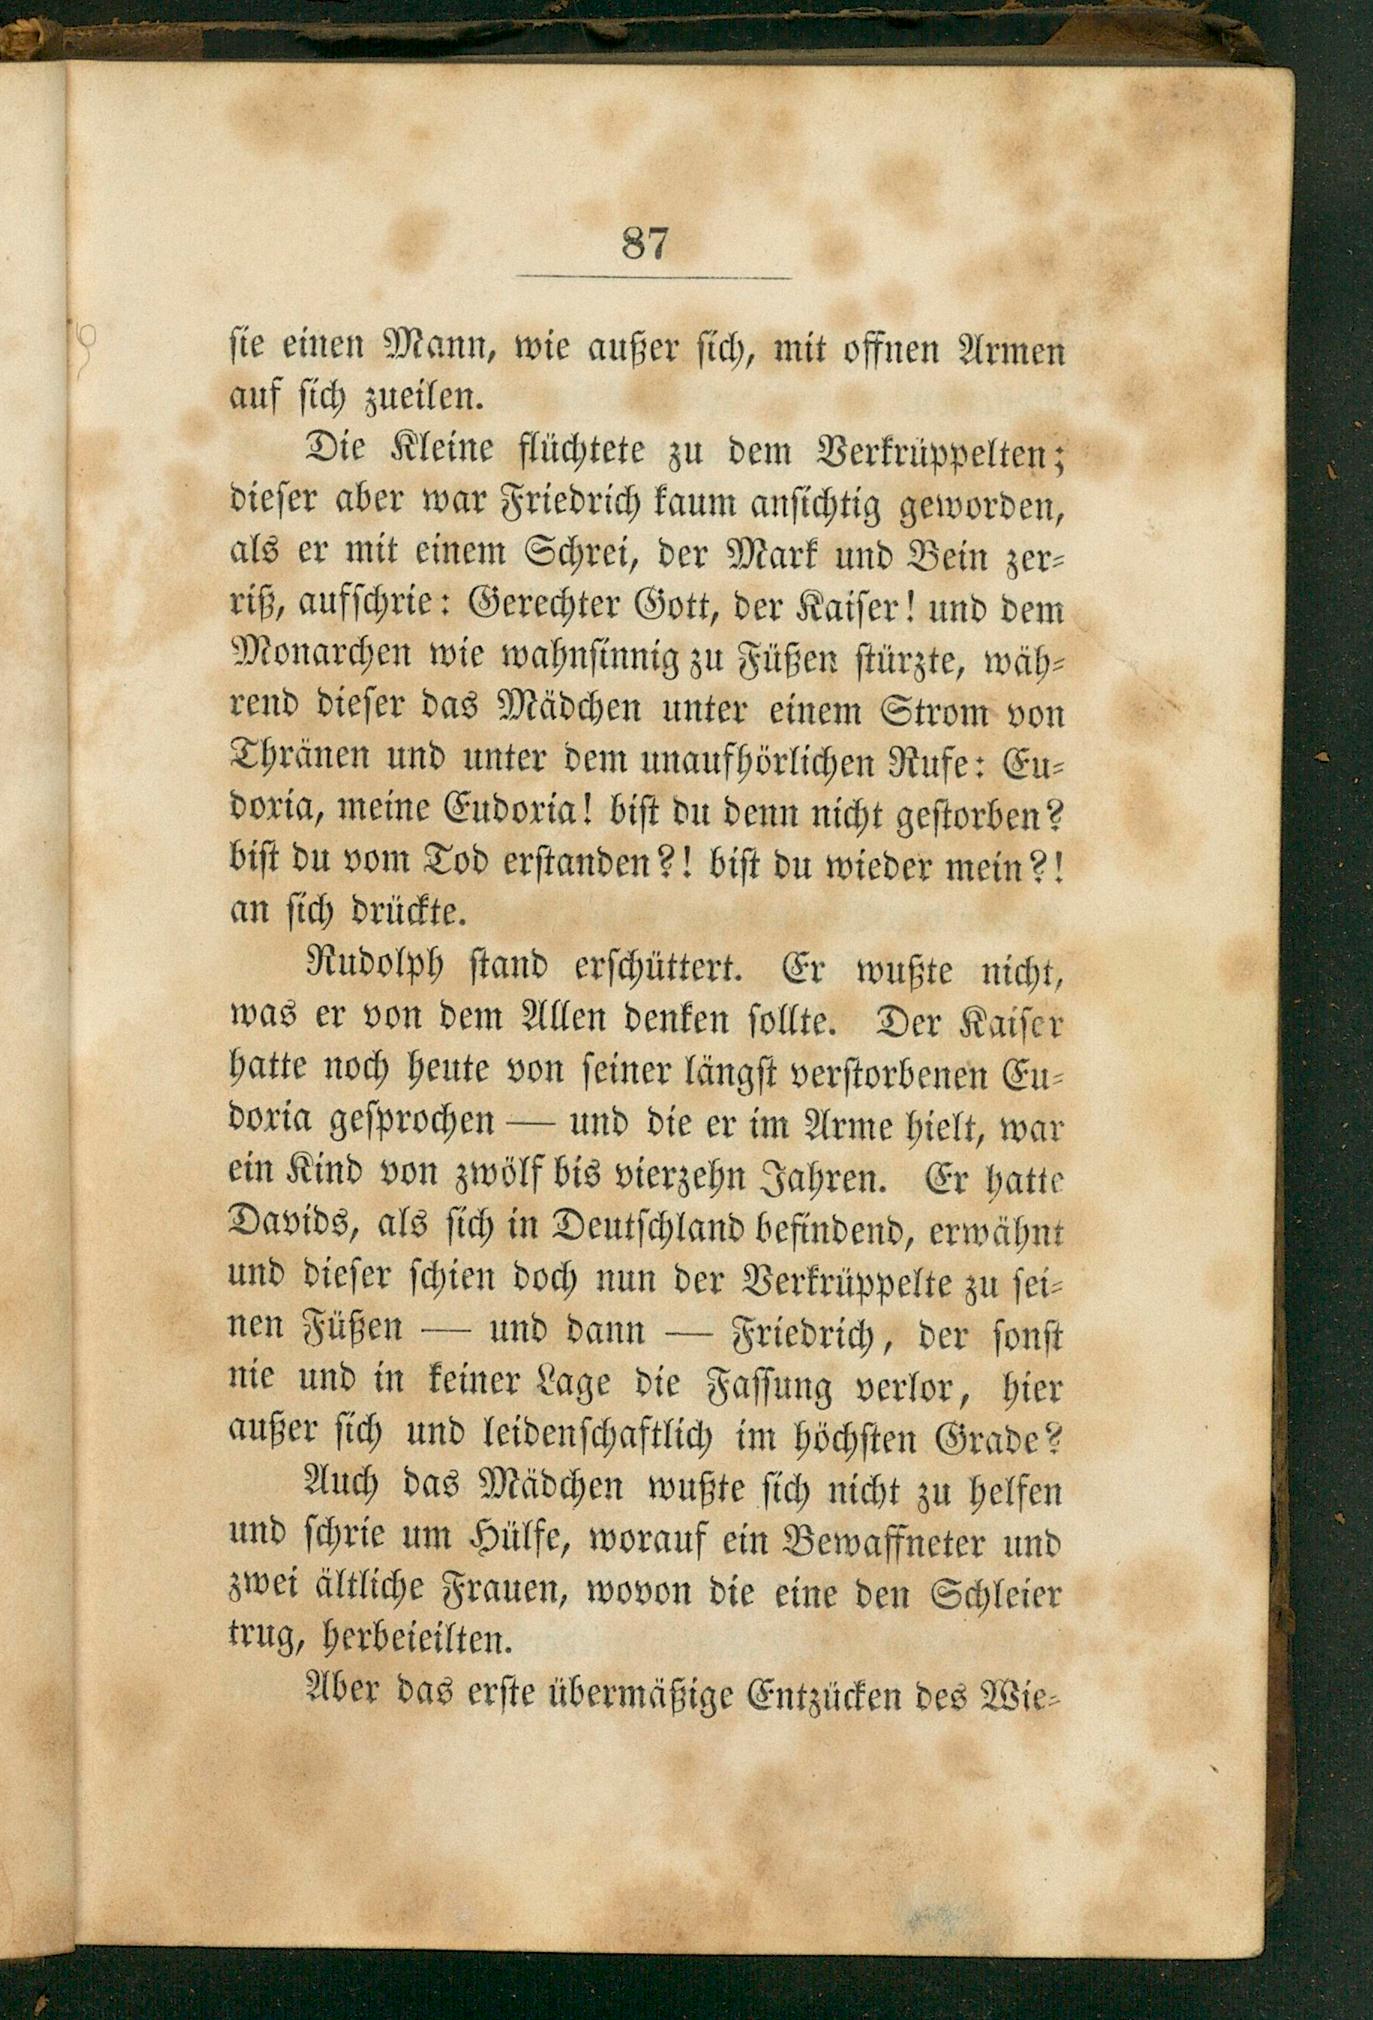 87
sie einen Mann, wie außer sich, mit offnen Armen
auf sich zueilen.
Die Kleine flüchtete zu dem Verkrüppelten;
dieser aber war Friedrich kaum ansichtig geworden,
als er mit einem Schrei, der Mark und Bein zer-
riß, aufschrie: Gerechter Gott, der Kaiser! und dem
Monarchen wie wahnsinnig zu Füßen stürzte, wäh-
rend dieser das Mädchen unter einem Strom von
Thränen und unter dem unaufhörlichen Rufe: Eu-
doxia, meine Eudoxia! bist du denn nicht gestorben?
bist du vom Tod erstanden?! bist du wieder mein?!
an sich drückte.
Rudolph stand erschüttert. Er wußte nicht,
was er von dem Allen denken sollte. Der Kaiser
hatte noch heute von seiner längst verstorbenen Eu-
doxia gesprochen — und die er im Arme hielt, war
ein Kind von zwölf bis vierzehn Jahren. Er hatte
Davids, als sich in Deutschland befindend, erwähnt
und dieser schien doch nun der Verkrüppelte zu sei-
nen Füßen — und dann — Friedrich, der sonst
nie und in keiner Lage die Fassung verlor, hier
außer sich und leidenschaftlich im höchsten Grade?
Auch das Mädchen wußte sich nicht zu helfen
und schrie um Hülfe, worauf ein Bewaffneter und
zwei ältliche Frauen, wovon die eine den Schleier
trug, herbeieilten.
Aber das erste übermäßige Entzücken des Wie-